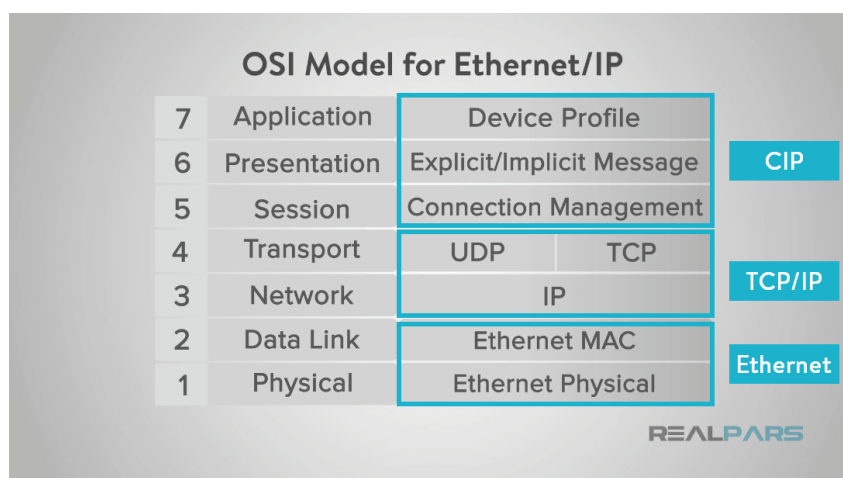 OSI Model for Ethernet/IP
7 Application Device Profile
6 Presentation Explicit/Implicit Message CIP
5 Session Connection Management
4 Transport UDP TCP
TCP/IP
3 Network IP
2 Data Link Ethernet MAC
Ethernet
1 Physical Ethernet Physical
REALPARS